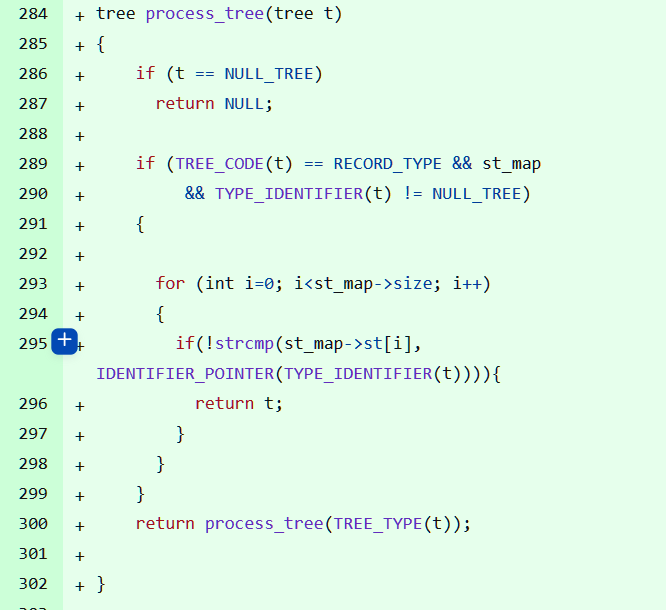 284 + tree process_tree(tree t)
285 + {
286 +     if (t == NULL_TREE)
287 +       return NULL;
288 +
289 +     if (TREE_CODE(t) == RECORD_TYPE && st_map
290 +          && TYPE_IDENTIFIER(t) != NULL_TREE)
291 +     {
292 +
293 +       for (int i=0; i<st_map->size; i++)
294 +       {
295 +         if(!strcmp(st_map->st[i],
IDENTIFIER_POINTER(TYPE_IDENTIFIER(t)))){
296 +           return t;
297 +         }
298 +       }
299 +     }
300 +     return process_tree(TREE_TYPE(t));
301 +
302 + }